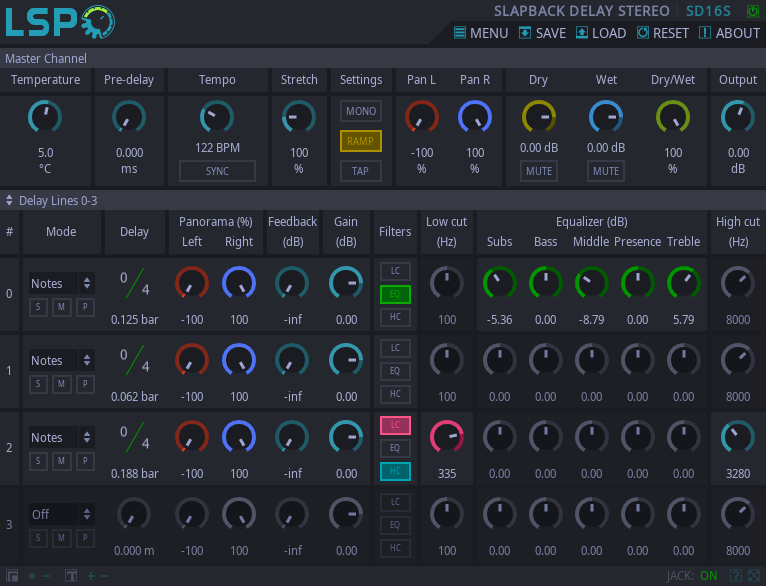 LSP SLAPBACK DELAY STEREO SD16S
MENU SAVE LOAD RESET ABOUT
Master Channel
Temperature Pre-delay Tempo Stretch Settings Pan L Pan R Dry Wet Dry/Wet Output
MONO
RAMP
TAP
5.0 0.000 122 BPM 100 -100 100 0.00 dB 0.00 dB 100 0.00
°C ms SYNC % % % MUTE MUTE % dB
Delay Lines 0-3
# Mode Delay Panorama (%) Feedback Gain Filters Low cut Equalizer (dB) High cut
Left Right (dB) (dB) (Hz) Subs Bass Middle Presence Treble (Hz)
0 Notes 0 4 LC
S M P EQ
0.125 bar -100 100 -inf 0.00 HC 100 -5.36 0.00 -8.79 0.00 5.79 8000
1 Notes 0 4 LC
S M P EQ
0.062 bar -100 100 -inf 0.00 HC 100 0.00 0.00 0.00 0.00 0.00 8000
2 Notes 0 4 LC
S M P EQ
0.188 bar -100 100 -inf 0.00 HC 335 0.00 0.00 0.00 0.00 0.00 3280
3 Off LC
S M P EQ
0.000 m -100 100 -inf 0.00 HC 100 0.00 0.00 0.00 0.00 0.00 8000
+ − T + − JACK: ON ?